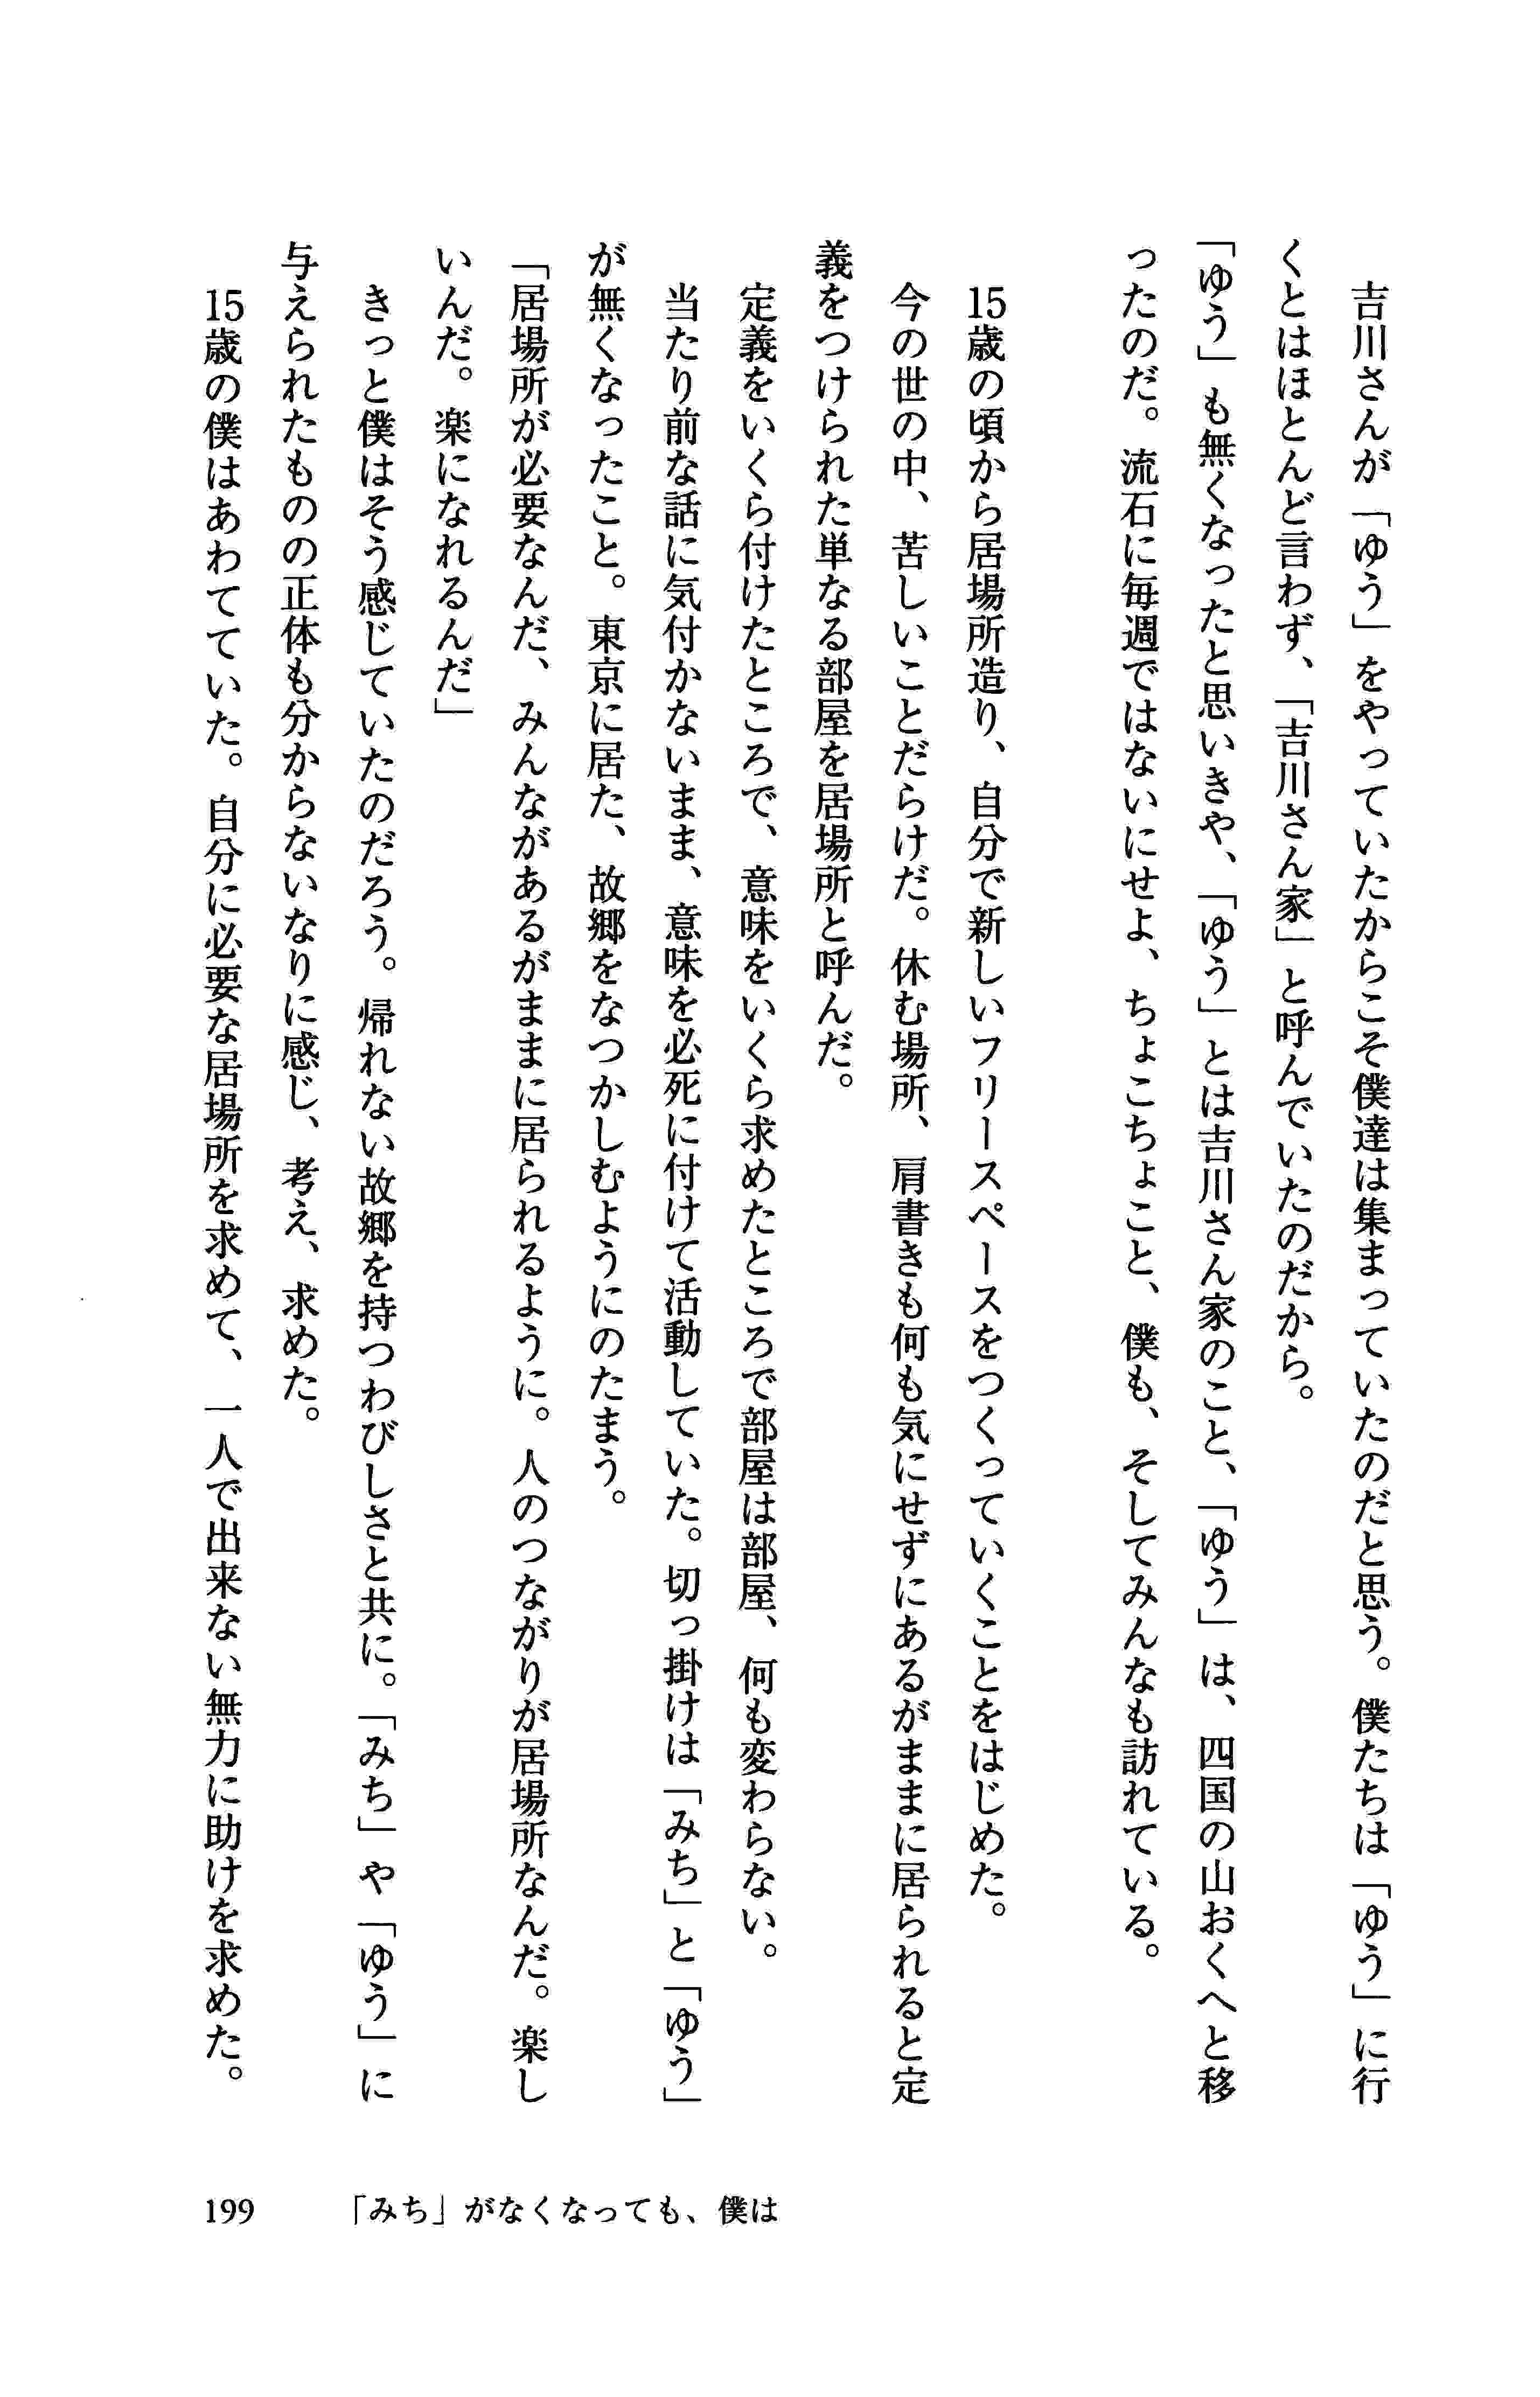 吉川さんが「ゆう」をやっていたからこそ僕達は集まっていたのだと思う。僕たちは「ゆう」に行
くとはほとんど言わず、「吉川さん家」と呼んでいたのだから。
「ゆう」も無くなったと思いきや、「ゆう」とは吉川さん家のこと、「ゆう」は、四国の山おくへと移
ったのだ。流石に毎週ではないにせよ、ちょこちょこと、僕も、そしてみんなも訪れている。
　15歳の頃から居場所造り、自分で新しいフリースペースをつくっていくことをはじめた。
　今の世の中、苦しいことだらけだ。休む場所、肩書きも何も気にせずにあるがままに居られると定
義をつけられた単なる部屋を居場所と呼んだ。
　定義をいくら付けたところで、意味をいくら求めたところで部屋は部屋、何も変わらない。
　当たり前な話に気付かないまま、意味を必死に付けて活動していた。切っ掛けは「みち」と「ゆう」
が無くなったこと。東京に居た、故郷をなつかしむようにのたまう。
「居場所が必要なんだ、みんながあるがままに居られるように。人のつながりが居場所なんだ。楽し
いんだ。楽になれるんだ」
　きっと僕はそう感じていたのだろう。帰れない故郷を持つわびしさと共に。「みち」や「ゆう」に
与えられたものの正体も分からないなりに感じ、考え、求めた。
　15歳の僕はあわてていた。自分に必要な居場所を求めて、一人で出来ない無力に助けを求めた。
199　「みち」がなくなっても、僕は